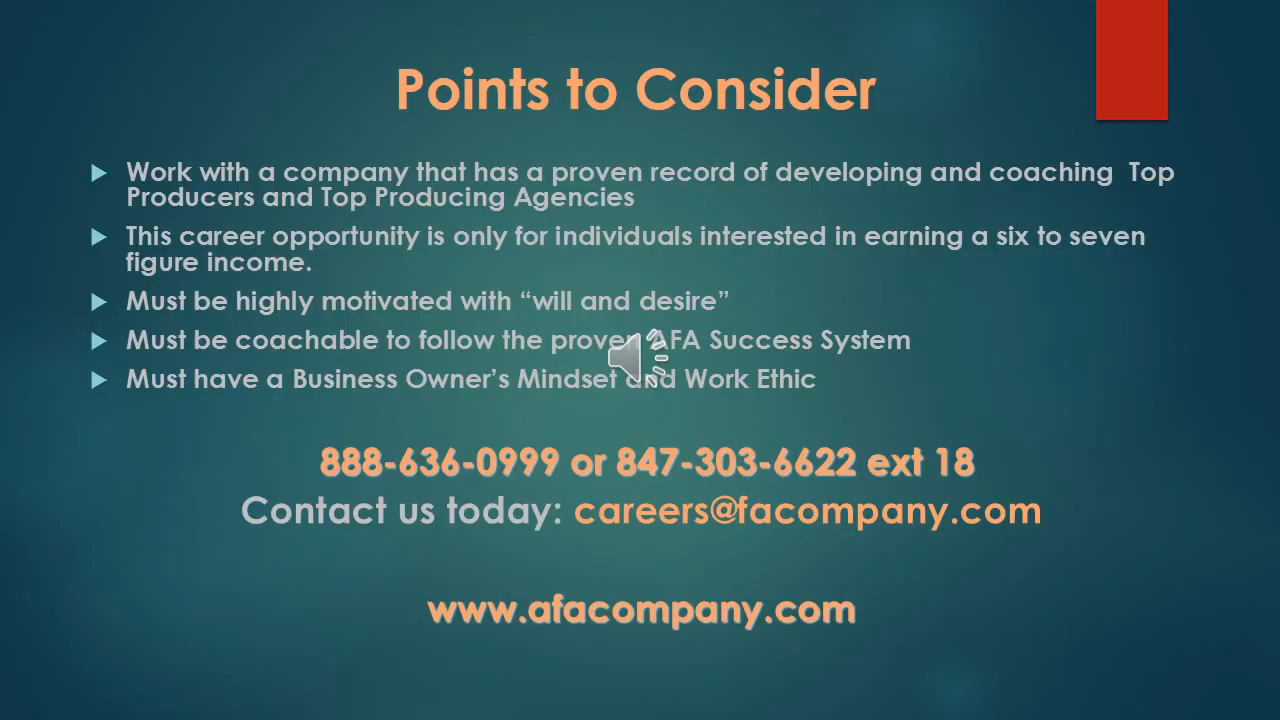 Points to Consider
Work with a company that has a proven record of developing and coaching Top
Producers and Top Producing Agencies
This career opportunity is only for individuals interested in earning a six to seven
figure income.
Must be highly motivated with “will and desire”
Must be coachable to follow the proven AFA Success System
Must have a Business Owner’s Mindset and Work Ethic
888-636-0999 or 847-303-6622 ext 18
Contact us today: careers@facompany.com
www.afacompany.com